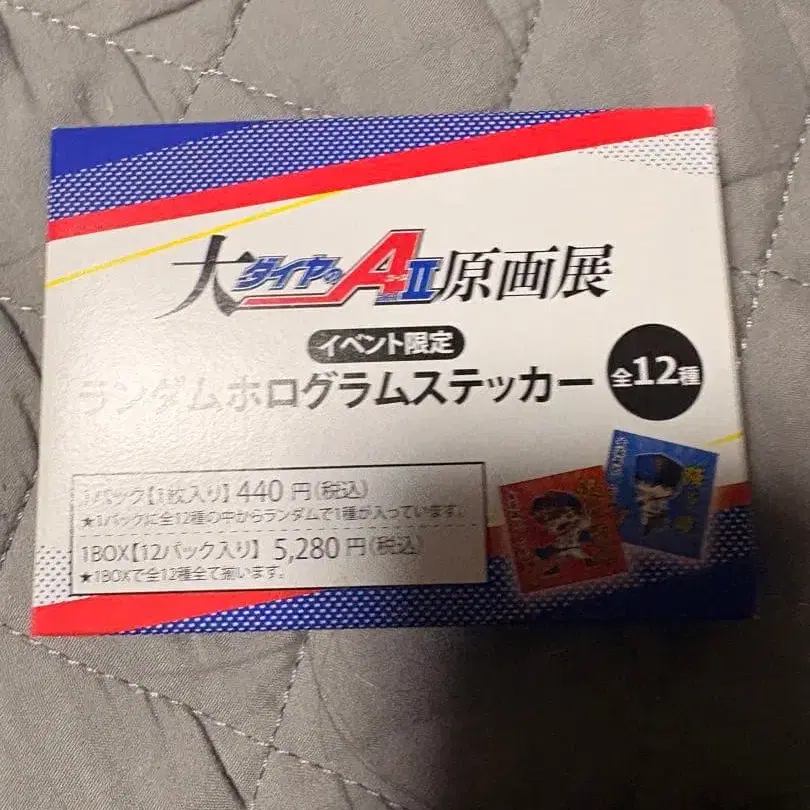 大ダイヤのAエースII原画展
イベント限定
ランダムホログラムステッカー
全12種
1パック【1枚入り】440円(税込)
★1パックに全12種の中からランダムで1種が入っています。
1BOX【12パック入り】5,280円(税込)
★1BOXで全12種全て揃います。